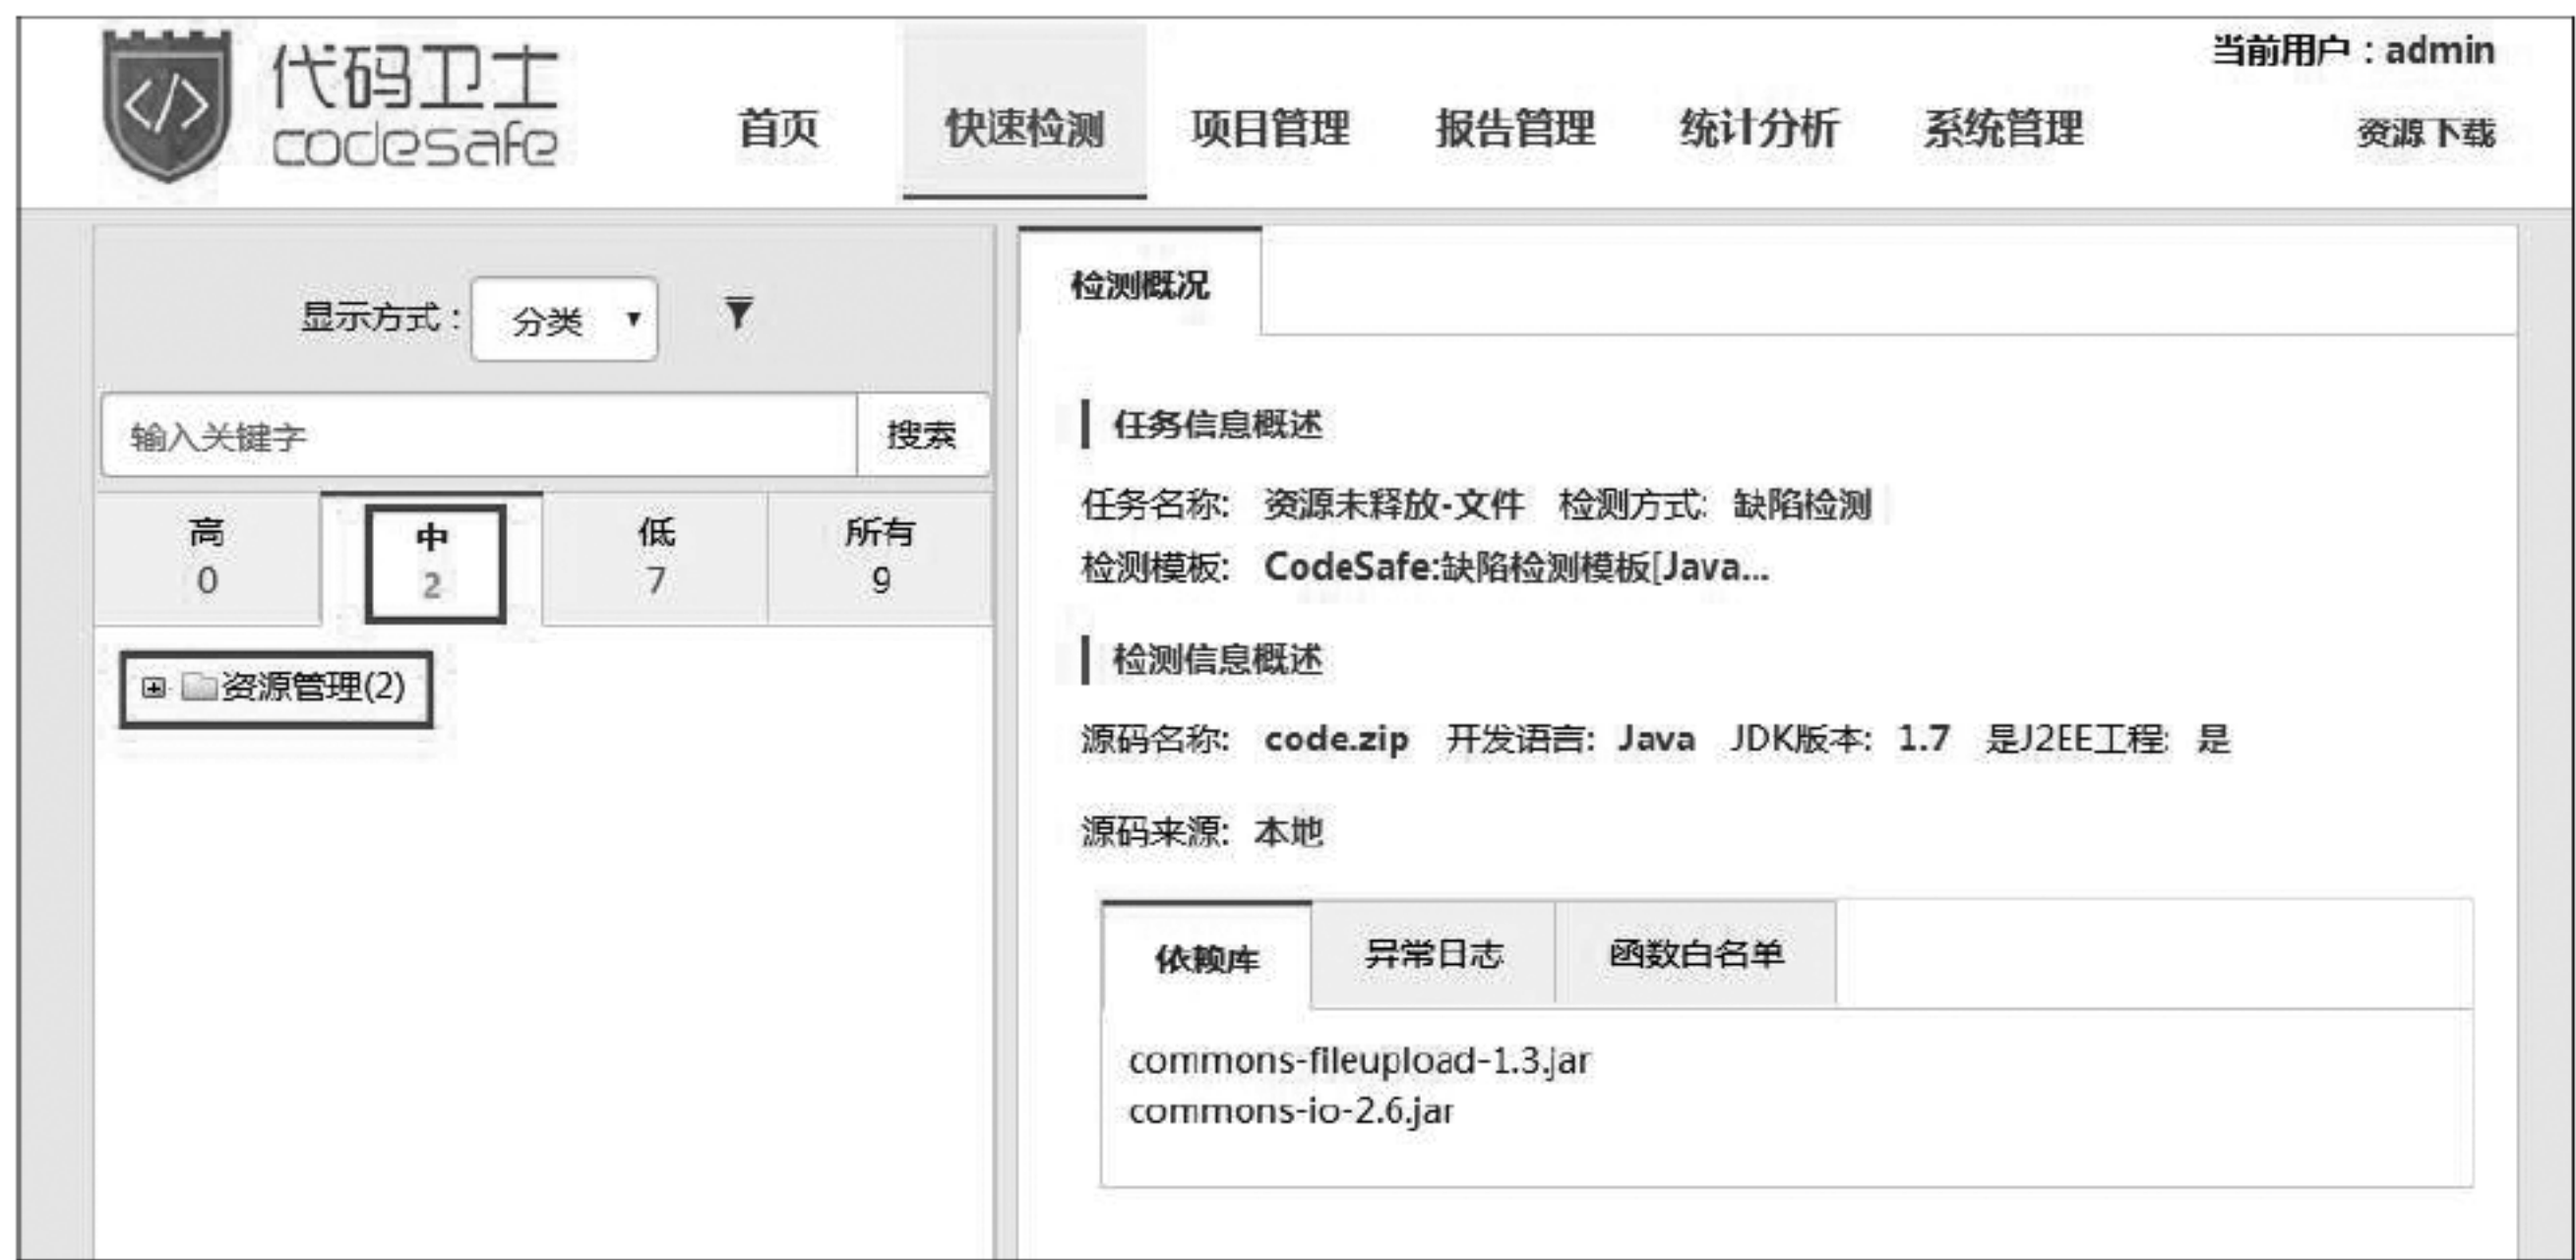 代码卫士
codesafe
当前用户：admin
首页 快速检测 项目管理 报告管理 统计分析 系统管理 资源下载
显示方式： 分类
输入关键字 搜索
高 中 低 所有
0 2 7 9
资源管理(2)
检测概况
任务信息概述
任务名称: 资源未释放-文件 检测方式: 缺陷检测
检测模板: CodeSafe:缺陷检测模板[Java...
检测信息概述
源码名称: code.zip 开发语言: Java JDK版本: 1.7 是J2EE工程: 是
源码来源: 本地
依赖库 异常日志 函数白名单
commons-fileupload-1.3.jar
commons-io-2.6.jar